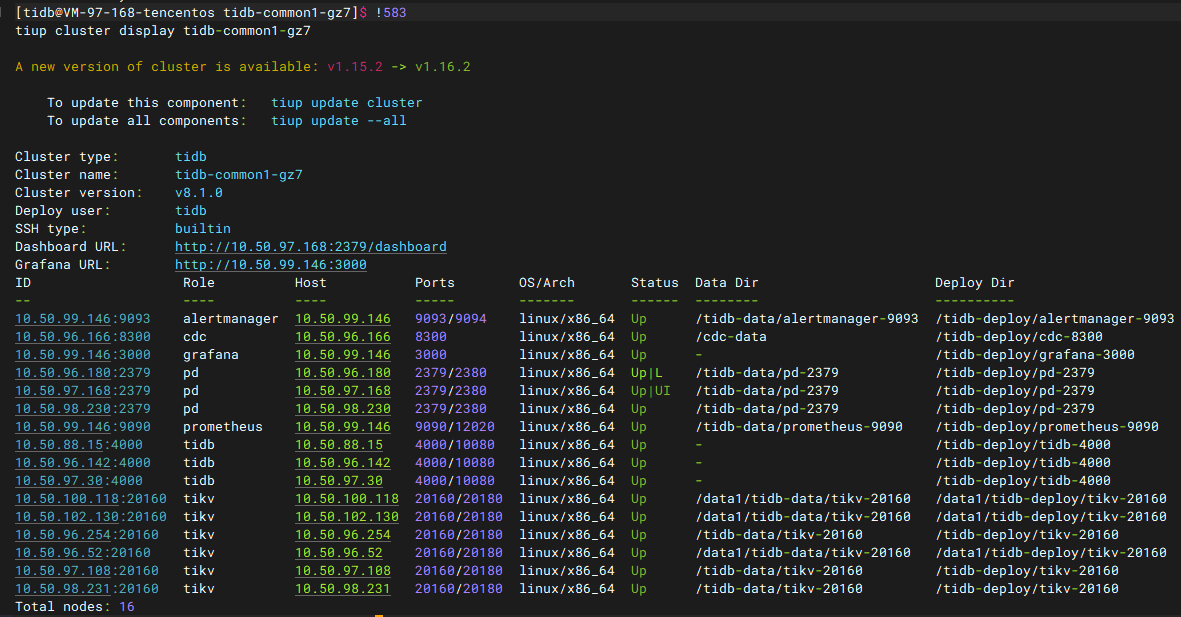 [tidb@VM-97-168-tencentos tidb-common1-gz7]$ !583
tiup cluster display tidb-common1-gz7
A new version of cluster is available: v1.15.2 -> v1.16.2
To update this component:   tiup update cluster
To update all components:   tiup update --all
Cluster type:       tidb
Cluster name:       tidb-common1-gz7
Cluster version:    v8.1.0
Deploy user:        tidb
SSH type:           builtin
Dashboard URL:      http://10.50.97.168:2379/dashboard
Grafana URL:        http://10.50.99.146:3000
ID                   Role          Host           Ports        OS/Arch       Status  Data Dir                      Deploy Dir
--                   ----          ----           -----        -------       ------  --------                      ----------
10.50.99.146:9093    alertmanager  10.50.99.146   9093/9094    linux/x86_64  Up      /tidb-data/alertmanager-9093  /tidb-deploy/alertmanager-9093
10.50.96.166:8300    cdc           10.50.96.166   8300         linux/x86_64  Up      /cdc-data                     /tidb-deploy/cdc-8300
10.50.99.146:3000    grafana       10.50.99.146   3000         linux/x86_64  Up      -                             /tidb-deploy/grafana-3000
10.50.96.180:2379    pd            10.50.96.180   2379/2380    linux/x86_64  Up|L    /tidb-data/pd-2379            /tidb-deploy/pd-2379
10.50.97.168:2379    pd            10.50.97.168   2379/2380    linux/x86_64  Up|UI   /tidb-data/pd-2379            /tidb-deploy/pd-2379
10.50.98.230:2379    pd            10.50.98.230   2379/2380    linux/x86_64  Up      /tidb-data/pd-2379            /tidb-deploy/pd-2379
10.50.99.146:9090    prometheus    10.50.99.146   9090/12020   linux/x86_64  Up      /tidb-data/prometheus-9090    /tidb-deploy/prometheus-9090
10.50.88.15:4000     tidb          10.50.88.15    4000/10080   linux/x86_64  Up      -                             /tidb-deploy/tidb-4000
10.50.96.142:4000    tidb          10.50.96.142   4000/10080   linux/x86_64  Up      -                             /tidb-deploy/tidb-4000
10.50.97.30:4000     tidb          10.50.97.30    4000/10080   linux/x86_64  Up      -                             /tidb-deploy/tidb-4000
10.50.100.118:20160  tikv          10.50.100.118  20160/20180  linux/x86_64  Up      /data1/tidb-data/tikv-20160   /data1/tidb-deploy/tikv-20160
10.50.102.130:20160  tikv          10.50.102.130  20160/20180  linux/x86_64  Up      /data1/tidb-data/tikv-20160   /data1/tidb-deploy/tikv-20160
10.50.96.254:20160   tikv          10.50.96.254   20160/20180  linux/x86_64  Up      /tidb-data/tikv-20160         /tidb-deploy/tikv-20160
10.50.96.52:20160    tikv          10.50.96.52    20160/20180  linux/x86_64  Up      /data1/tidb-data/tikv-20160   /data1/tidb-deploy/tikv-20160
10.50.97.108:20160   tikv          10.50.97.108   20160/20180  linux/x86_64  Up      /tidb-data/tikv-20160         /tidb-deploy/tikv-20160
10.50.98.231:20160   tikv          10.50.98.231   20160/20180  linux/x86_64  Up      /tidb-data/tikv-20160         /tidb-deploy/tikv-20160
Total nodes: 16